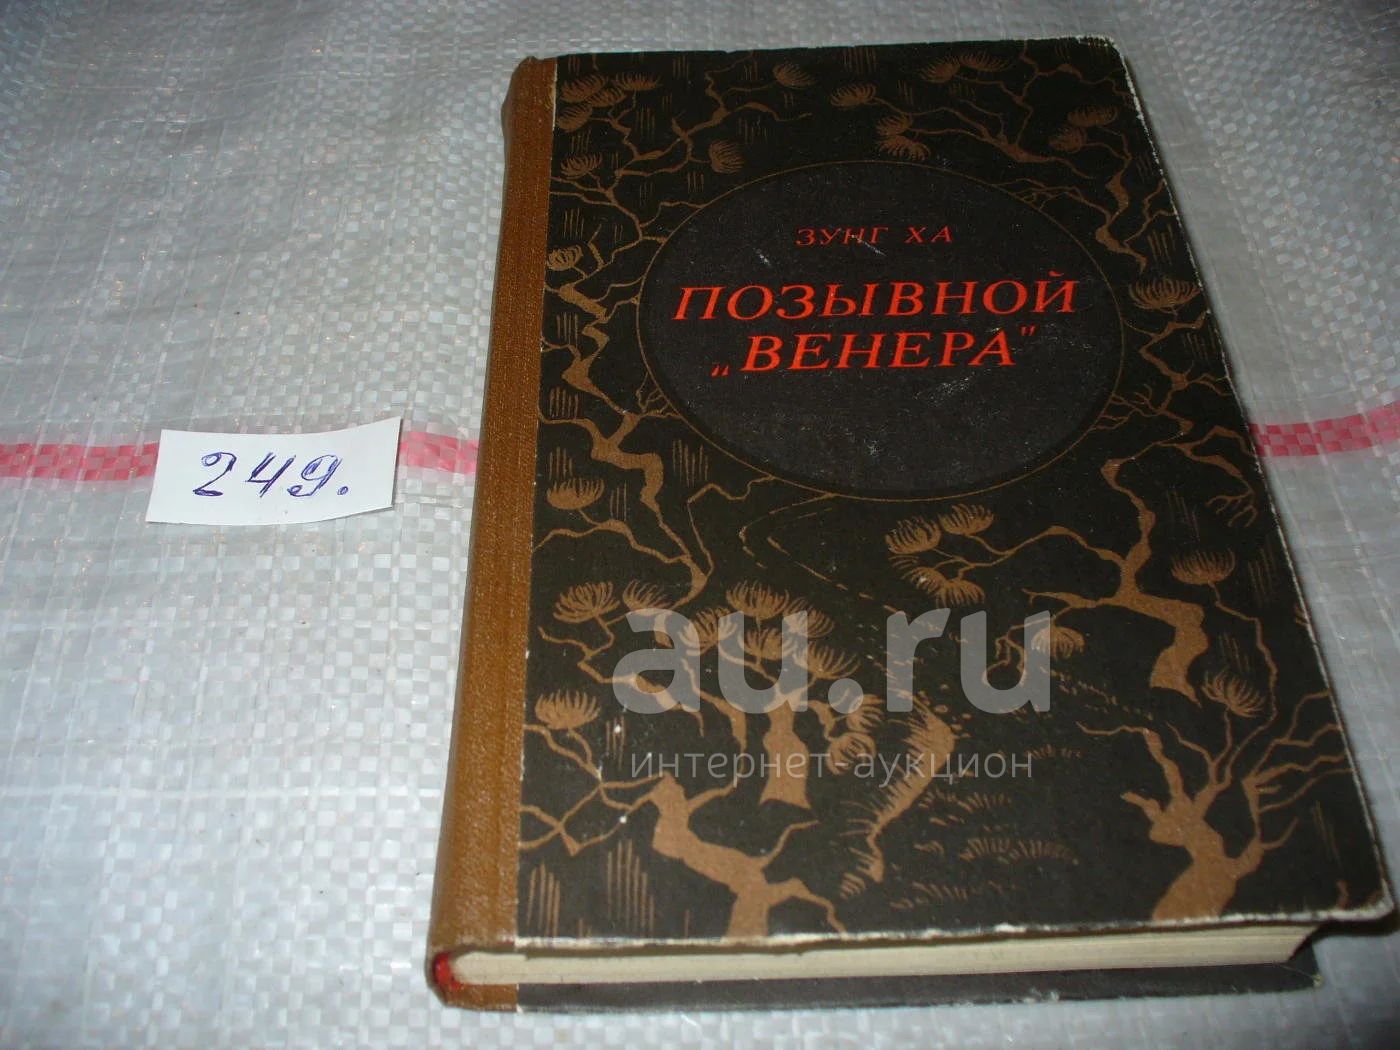 ЗУНГ ХА
ПОЗЫВНОЙ
„ВЕНЕРА"
249.
au.ru
интернет-аукцион